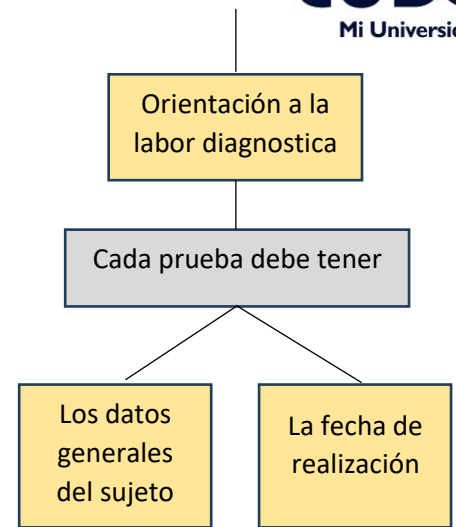 Mi Universid
Orientación a la
labor diagnostica
Cada prueba debe tener
Los datos
generales
del sujeto
La fecha de
realización